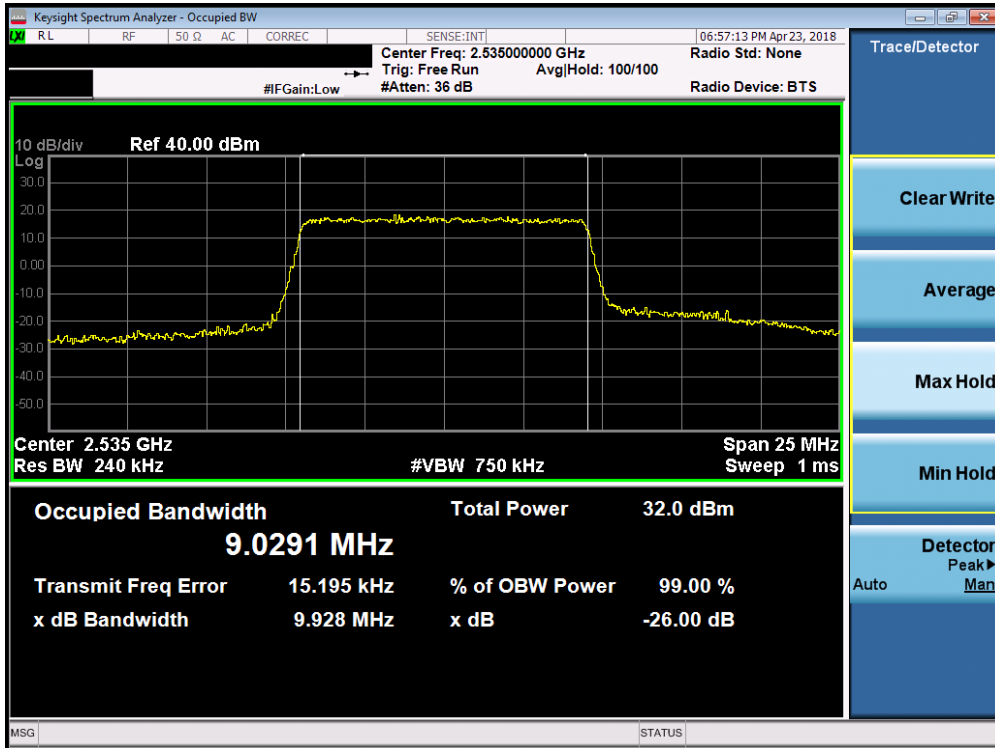 Keysight Spectrum Analyzer - Occupied BW
LXI RL RF 50 Ω AC CORREC SENSE:INT 06:57:13 PM Apr 23, 2018
Center Freq: 2.535000000 GHz Radio Std: None
Trig: Free Run Avg|Hold: 100/100
#IFGain:Low #Atten: 36 dB Radio Device: BTS
10 dB/div Ref 40.00 dBm
Log
30.0
20.0
10.0
0.00
-10.0
-20.0
-30.0
-40.0
-50.0
Center 2.535 GHz Span 25 MHz
Res BW 240 kHz #VBW 750 kHz Sweep 1 ms
Occupied Bandwidth Total Power 32.0 dBm
9.0291 MHz
Transmit Freq Error 15.195 kHz % of OBW Power 99.00 %
x dB Bandwidth 9.928 MHz x dB -26.00 dB
MSG STATUS
Trace/Detector
Clear Write
Average
Max Hold
Min Hold
Detector
Peak▶
Auto Man